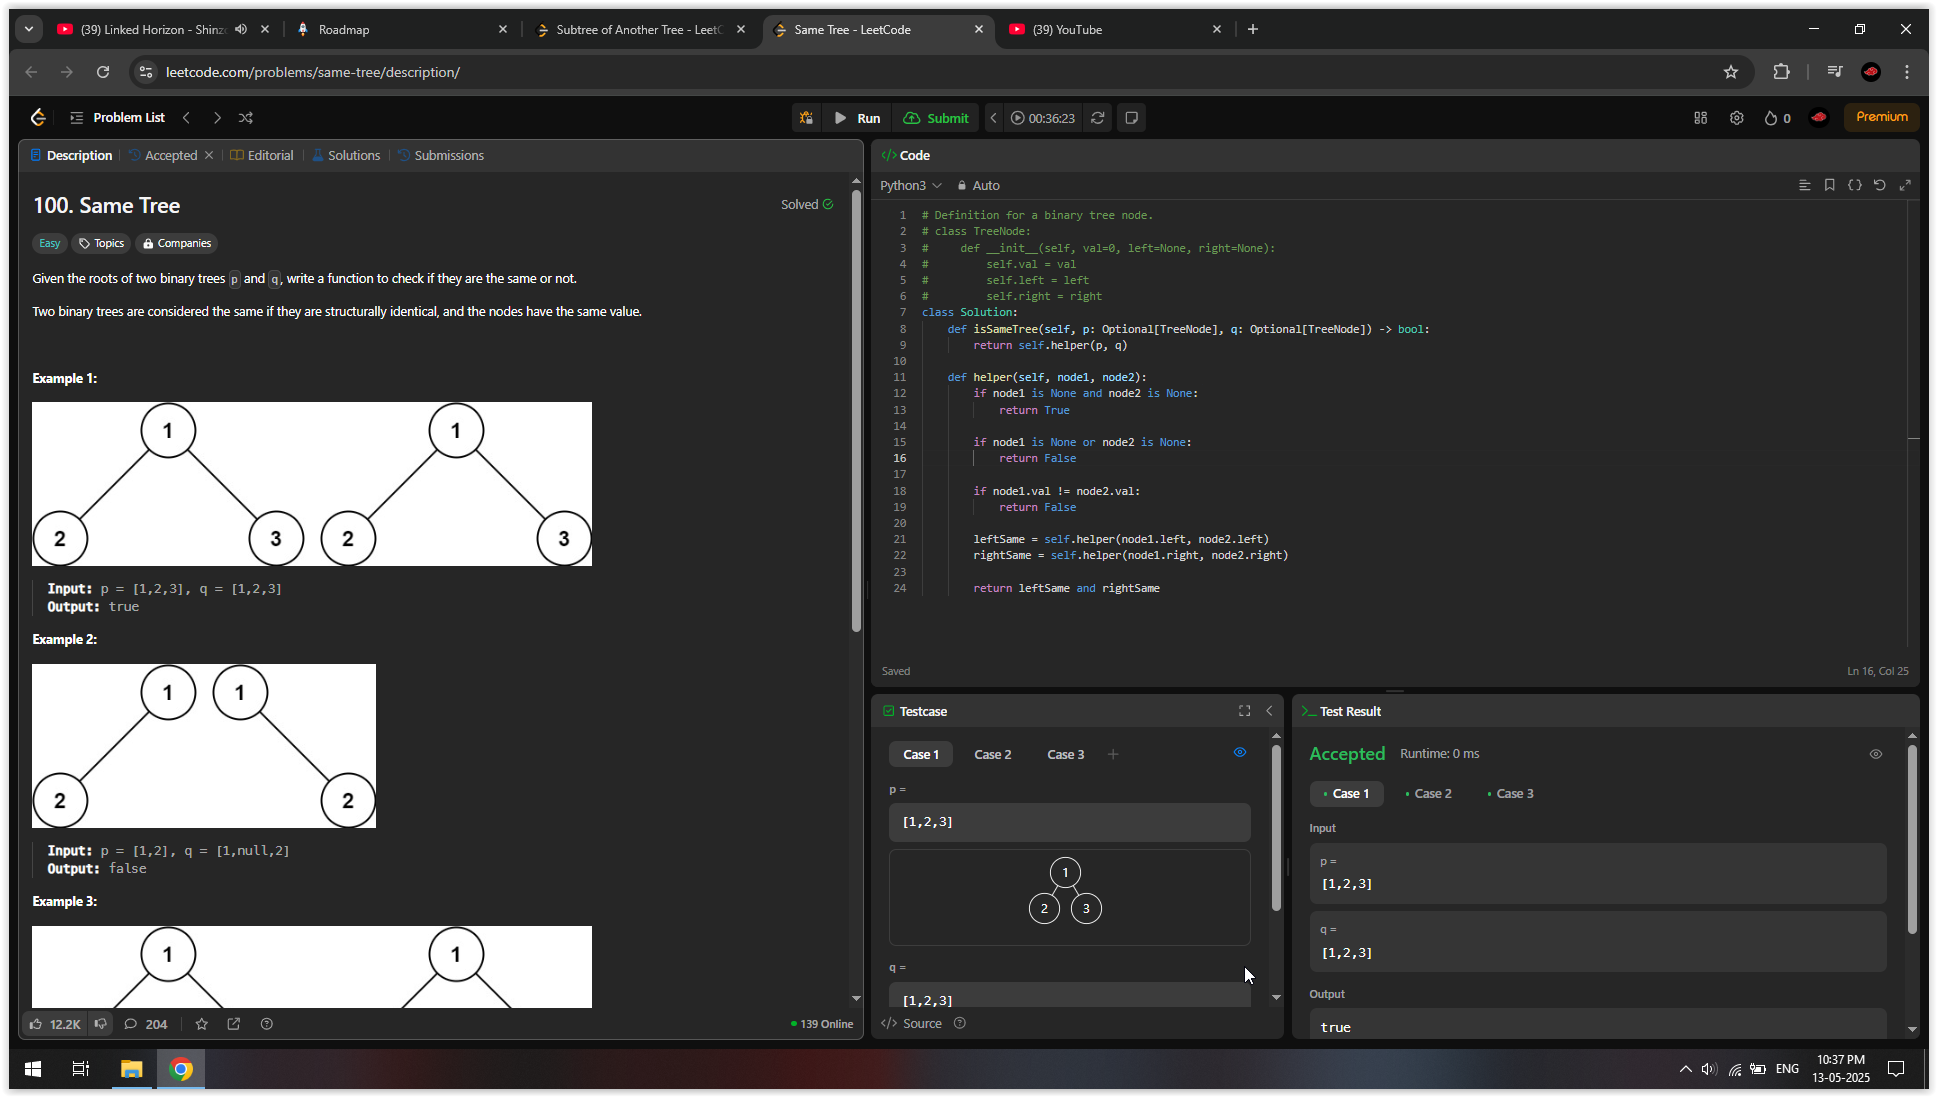 (39) Linked Horizon - Shinzo
Roadmap
Subtree of Another Tree - LeetC
Same Tree - LeetCode
(39) YouTube
leetcode.com/problems/same-tree/description/
Problem List
Run
Submit
00:36:23
0
Premium
Description
Accepted
Editorial
Solutions
Submissions
100. Same Tree
Solved
Easy
Topics
Companies
Given the roots of two binary trees p and q, write a function to check if they are the same or not.
Two binary trees are considered the same if they are structurally identical, and the nodes have the same value.
Example 1:
1
1
2
3
2
3
Input: p = [1,2,3], q = [1,2,3]
Output: true
Example 2:
1
1
2
2
Input: p = [1,2], q = [1,null,2]
Output: false
Example 3:
1
1
12.2K
204
139 Online
</> Code
Python3
Auto
1 # Definition for a binary tree node.
2 # class TreeNode:
3 #     def __init__(self, val=0, left=None, right=None):
4 #         self.val = val
5 #         self.left = left
6 #         self.right = right
7 class Solution:
8     def isSameTree(self, p: Optional[TreeNode], q: Optional[TreeNode]) -> bool:
9         return self.helper(p, q)
10
11     def helper(self, node1, node2):
12         if node1 is None and node2 is None:
13             return True
14
15         if node1 is None or node2 is None:
16             return False
17
18         if node1.val != node2.val:
19             return False
20
21         leftSame = self.helper(node1.left, node2.left)
22         rightSame = self.helper(node1.right, node2.right)
23
24         return leftSame and rightSame
Saved
Ln 16, Col 25
Testcase
Case 1
Case 2
Case 3
+
p =
[1,2,3]
1
2
3
q =
[1,2,3]
</> Source
Test Result
Accepted
Runtime: 0 ms
Case 1
Case 2
Case 3
Input
p =
[1,2,3]
q =
[1,2,3]
Output
true
ENG
10:37 PM
13-05-2025